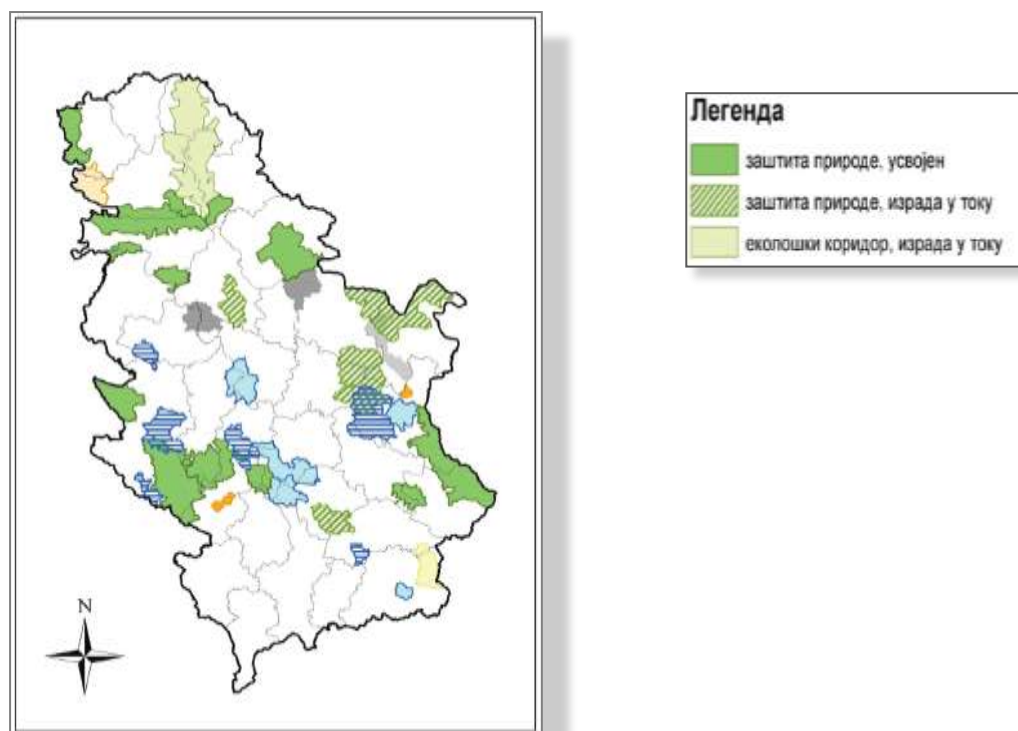 N
Легенда
заштита природе, усвојен
заштита природе, израда у току
еколошки коридор, израда у току